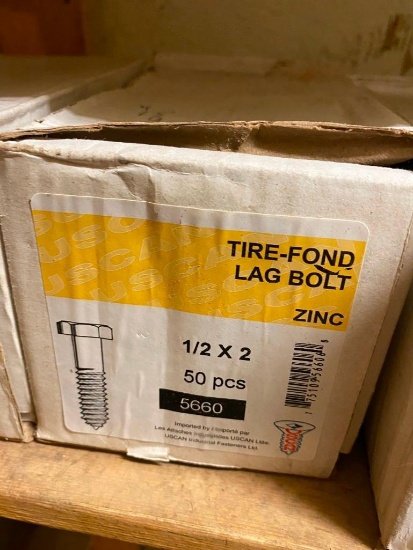 TIRE-FOND
LAG BOLT
ZINC
1/2 X 2
50 pcs
5660
Imported by / Importé par
Les Attaches Industrielles USCAN Ltée.
USCAN Industrial Fasteners Ltd.
USCAN